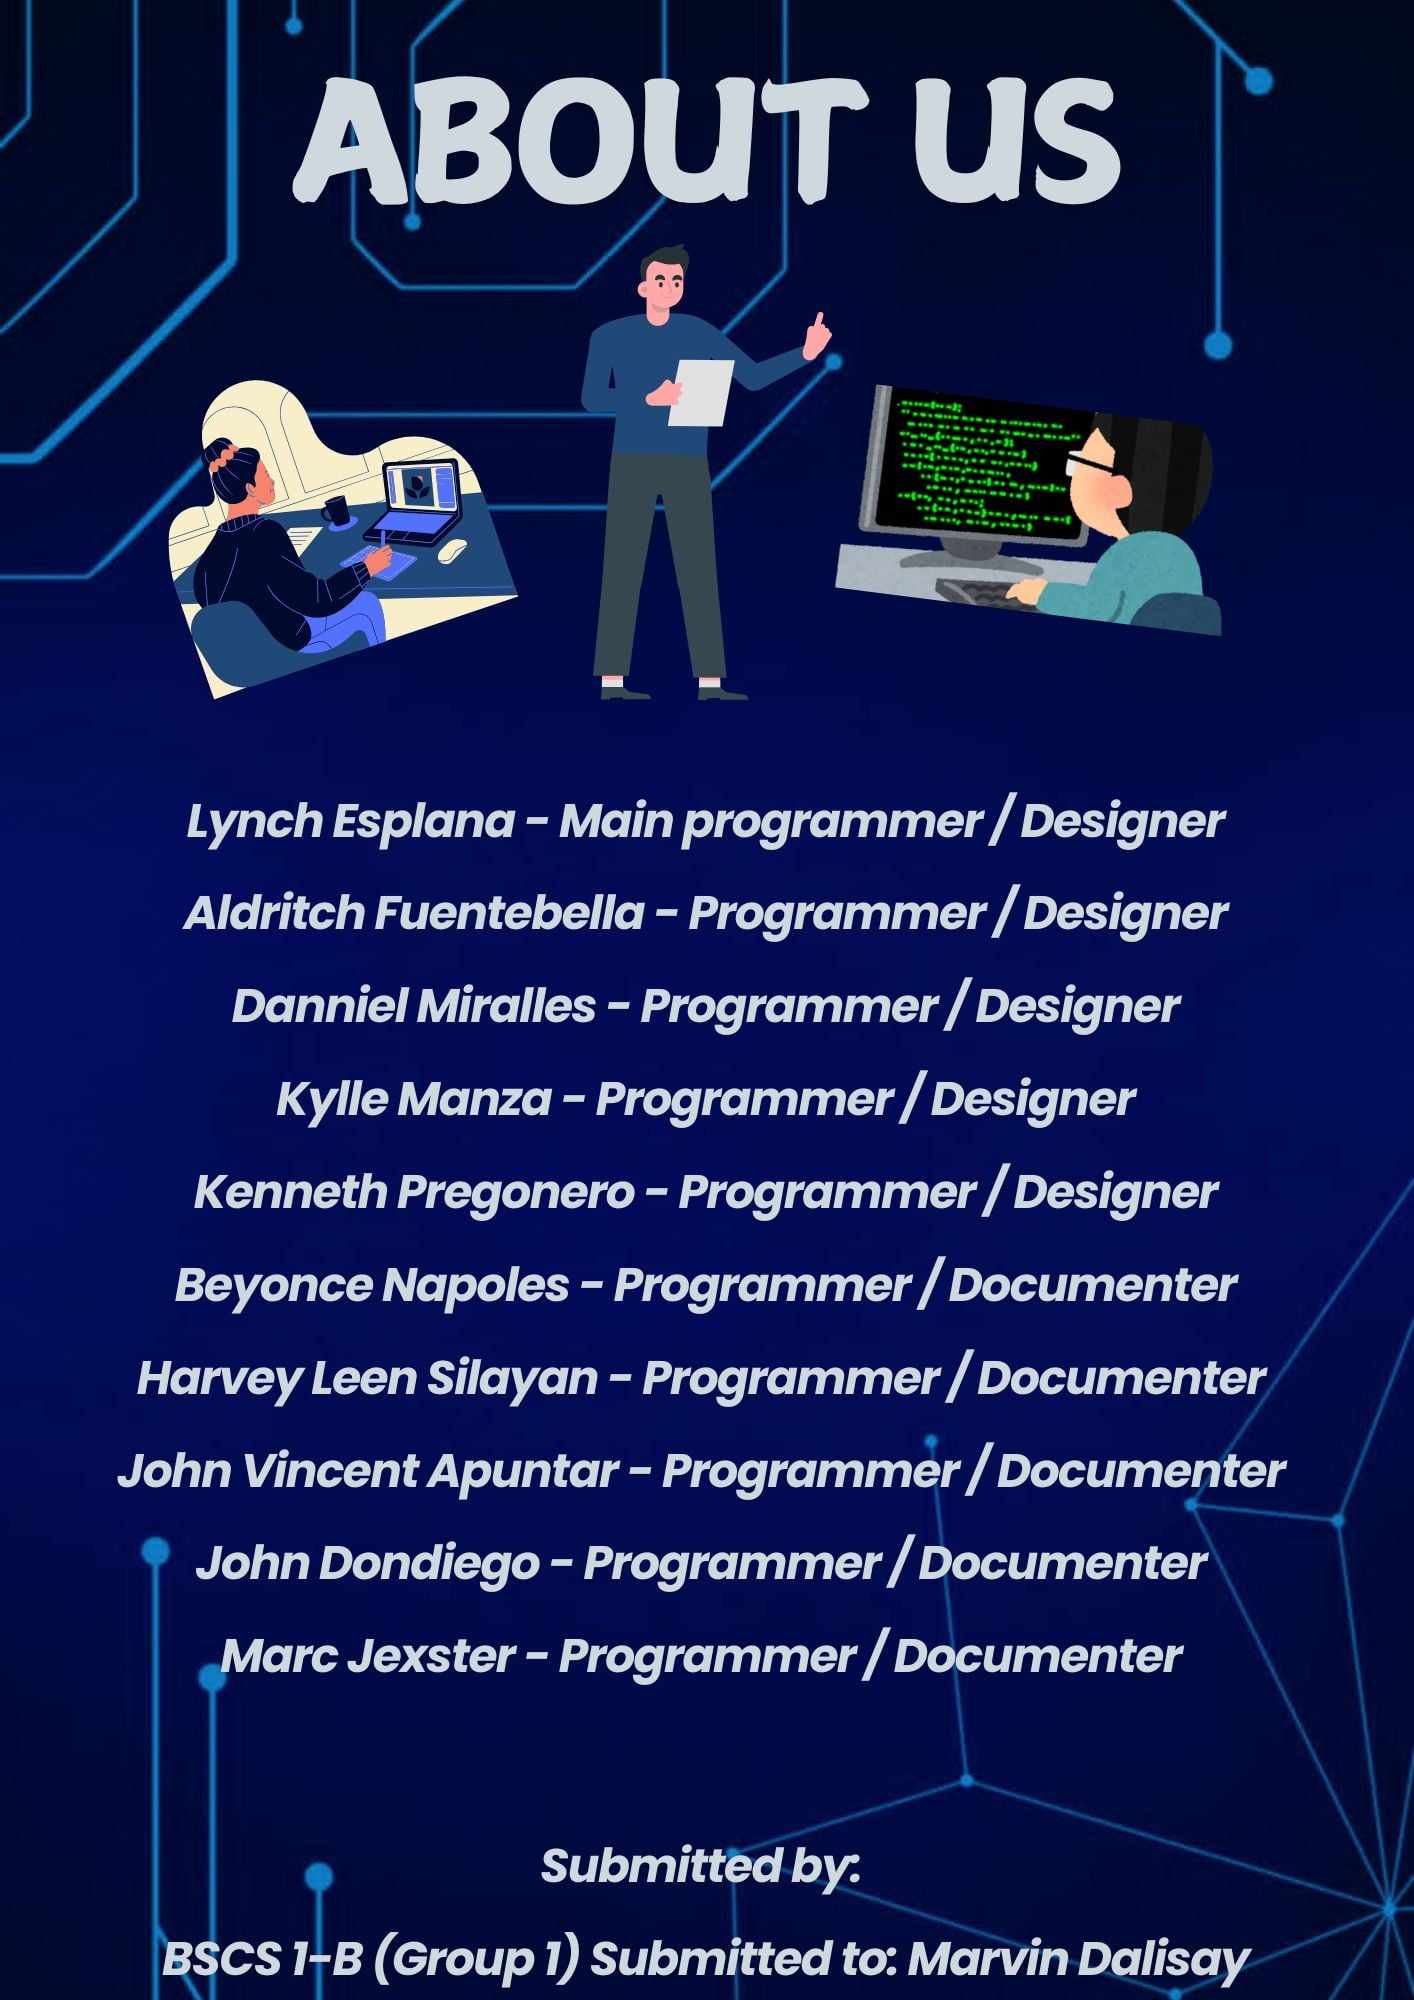 ABOUT US
Lynch Esplana - Main programmer / Designer
Aldritch Fuentebella - Programmer / Designer
Danniel Miralles - Programmer / Designer
Kylle Manza - Programmer / Designer
Kenneth Pregonero - Programmer / Designer
Beyonce Napoles - Programmer / Documenter
Harvey Leen Silayan - Programmer / Documenter
John Vincent Apuntar - Programmer / Documenter
John Dondiego - Programmer / Documenter
Marc Jexster - Programmer / Documenter
Submitted by:
BSCS 1-B (Group 1) Submitted to: Marvin Dalisay